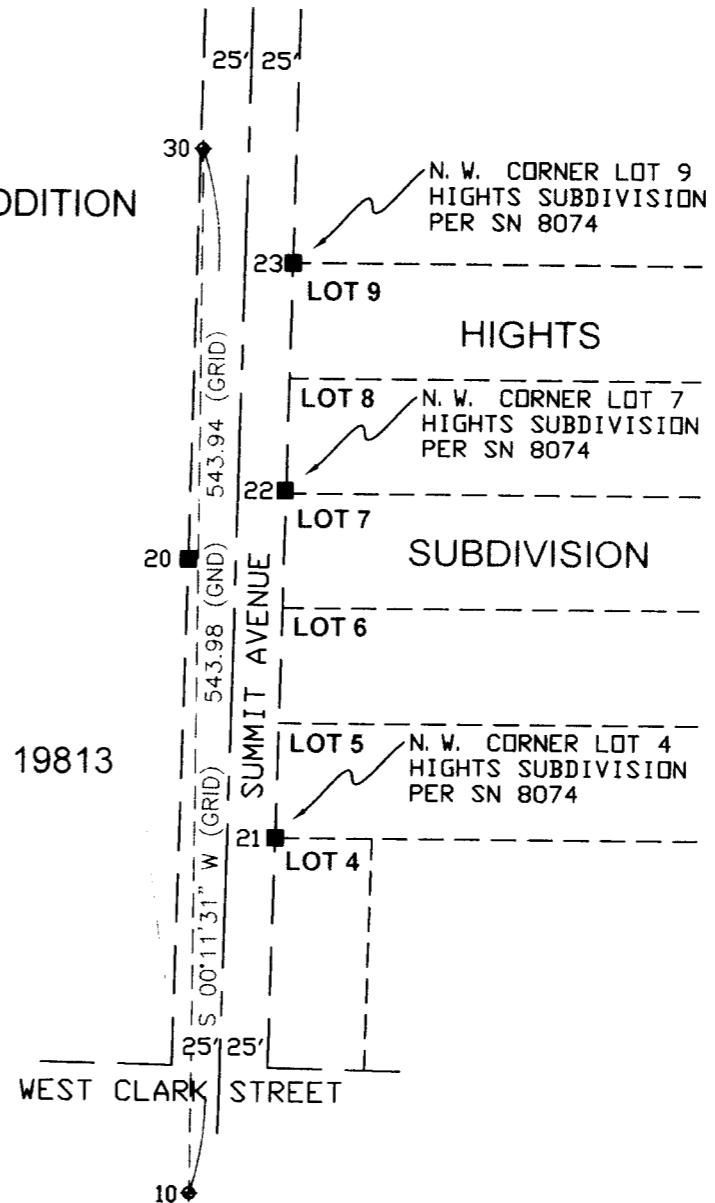 25' 25'
30
DDITION
N. W. CORNER LOT 9
HIGHTS SUBDIVISION
PER SN 8074
23
LOT 9
HIGHTS
LOT 8
N. W. CORNER LOT 7
HIGHTS SUBDIVISION
PER SN 8074
22
LOT 7
543.94 (GRID)
20
SUBDIVISION
543.98 (GND)
SUMMIT AVENUE
LOT 6
19813
LOT 5
N. W. CORNER LOT 4
HIGHTS SUBDIVISION
PER SN 8074
21
LOT 4
S 00°11'31" W (GRID)
25' 25'
WEST CLARK STREET
10